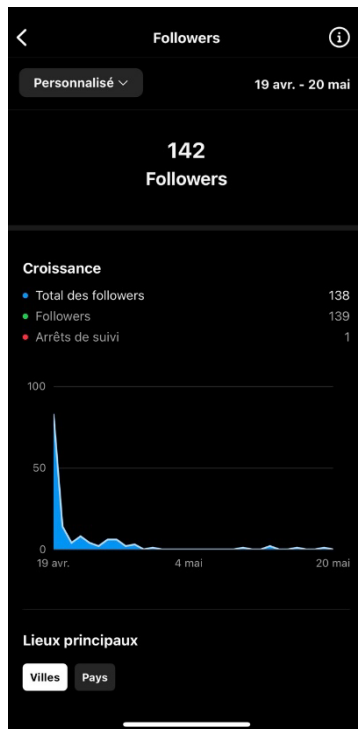 Followers
Personnalisé
19 avr. - 20 mai
142
Followers
Croissance
Total des followers 138
Followers 139
Arrêts de suivi 1
100
50
0
19 avr. 4 mai 20 mai
Lieux principaux
Villes Pays